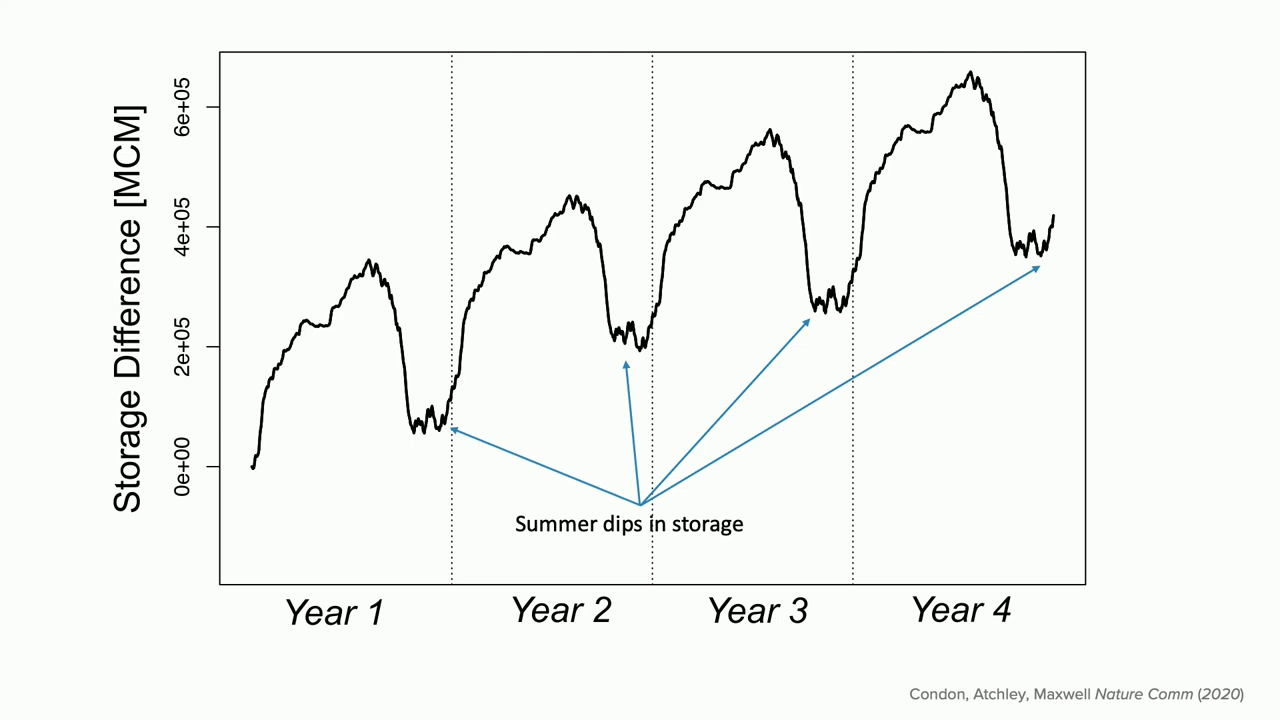 Storage Difference [MCM]
6e+05
4e+05
2e+05
0e+00
Summer dips in storage
Year 1
Year 2
Year 3
Year 4
Condon, Atchley, Maxwell Nature Comm (2020)